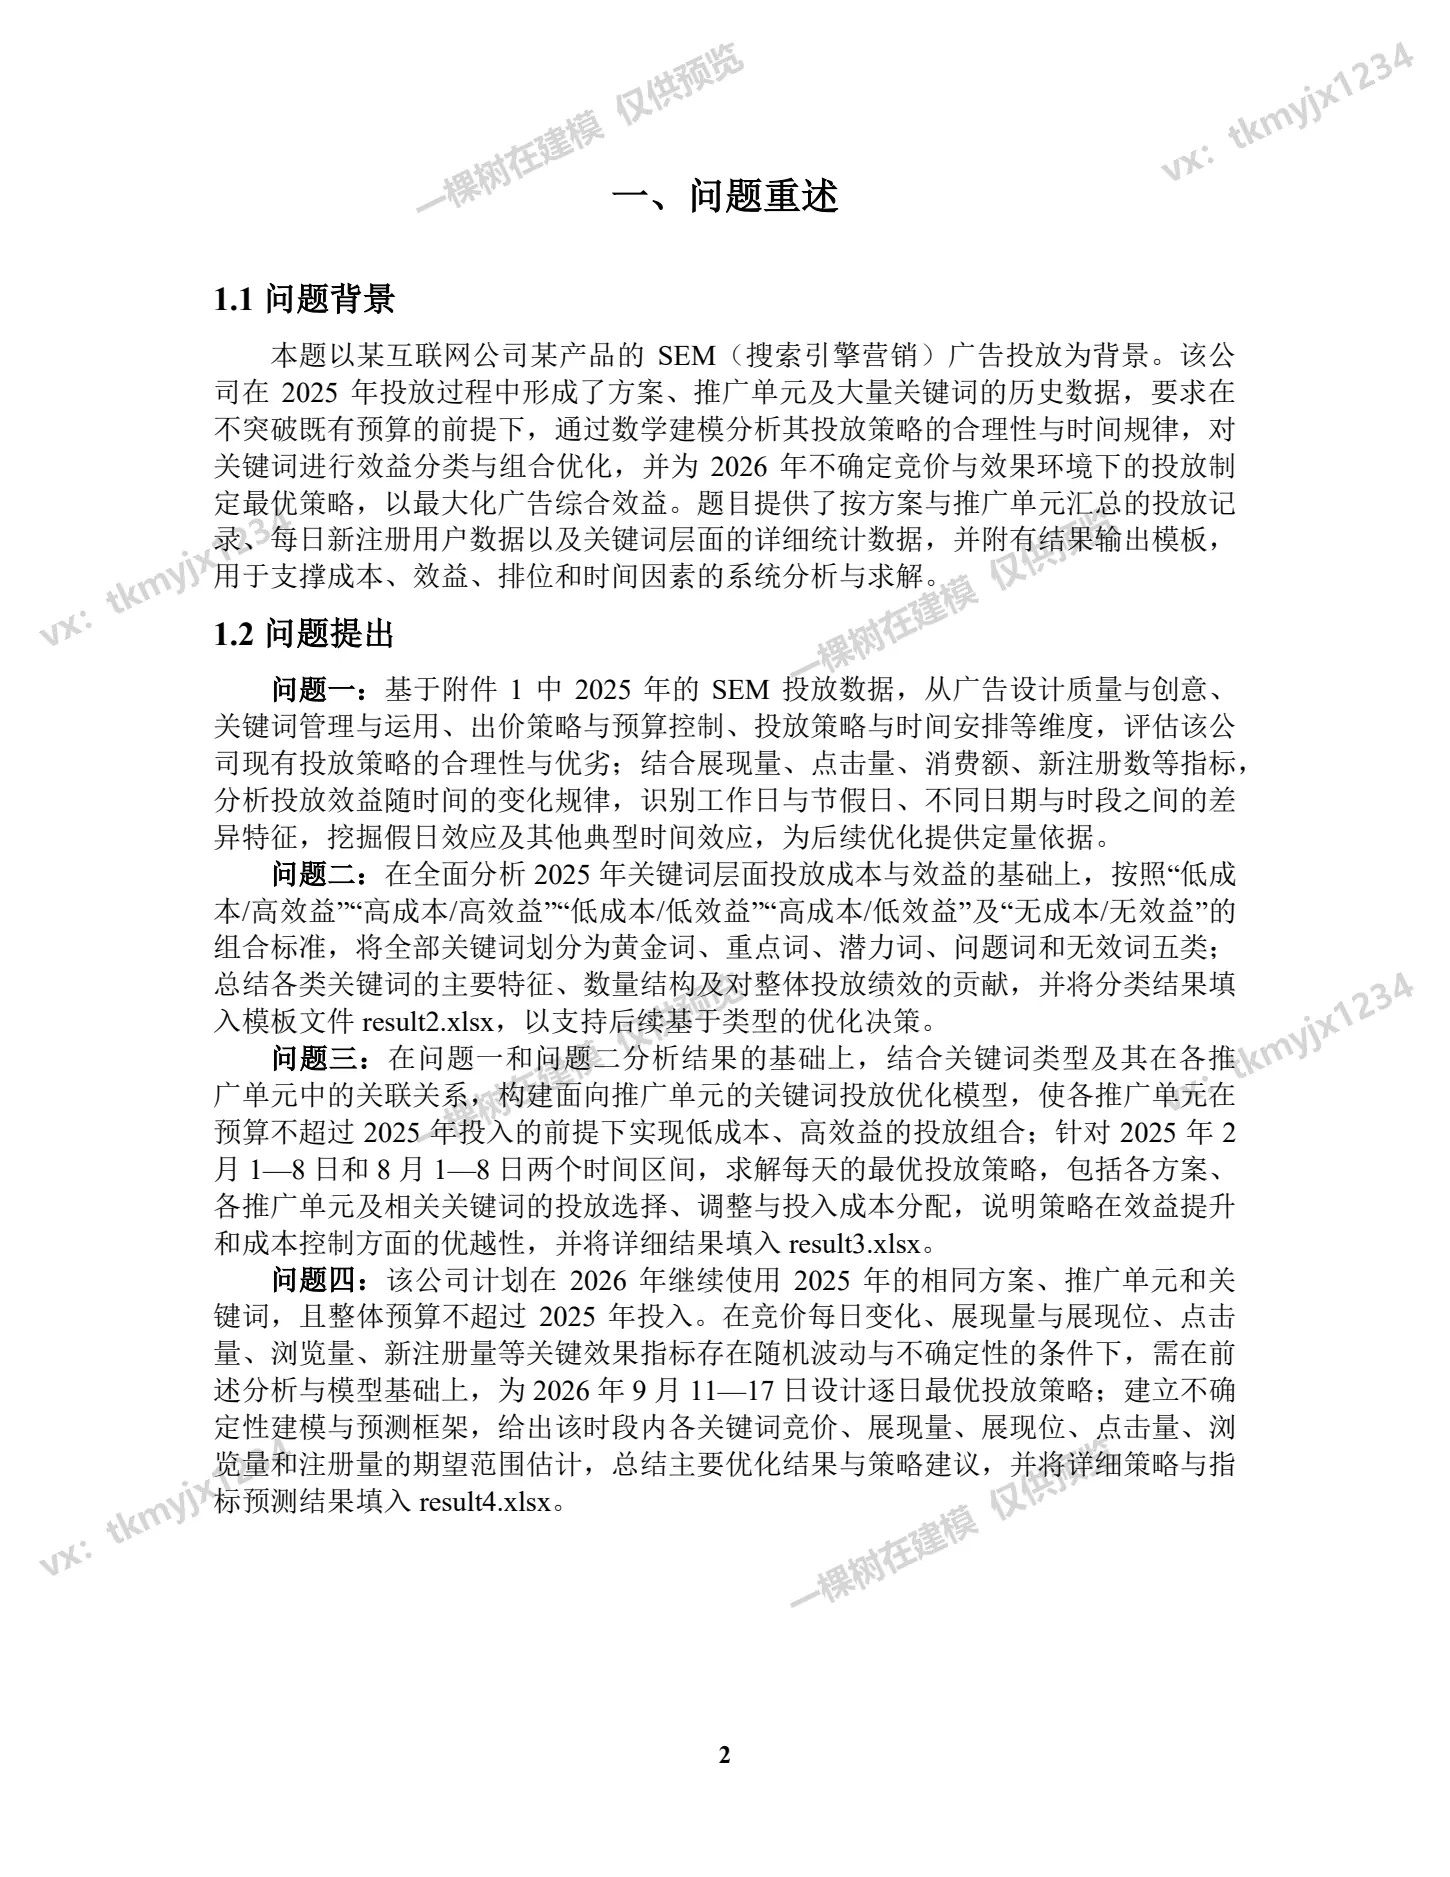 一棵树在建模 仅供预览
vx: tkmyjx1234
一、问题重述
1.1 问题背景
本题以某互联网公司某产品的 SEM（搜索引擎营销）广告投放为背景。该公
司在 2025 年投放过程中形成了方案、推广单元及大量关键词的历史数据，要求在
不突破既有预算的前提下，通过数学建模分析其投放策略的合理性与时间规律，对
关键词进行效益分类与组合优化，并为 2026 年不确定竞价与效果环境下的投放制
定最优策略，以最大化广告综合效益。题目提供了按方案与推广单元汇总的投放记
录、每日新注册用户数据以及关键词层面的详细统计数据，并附有结果输出模板，
用于支撑成本、效益、排位和时间因素的系统分析与求解。
vx: tkmyjx1234
一棵树在建模 仅供预览
1.2 问题提出
问题一：基于附件 1 中 2025 年的 SEM 投放数据，从广告设计质量与创意、
关键词管理与运用、出价策略与预算控制、投放策略与时间安排等维度，评估该公
司现有投放策略的合理性与优劣；结合展现量、点击量、消费额、新注册数等指标，
分析投放效益随时间的变化规律，识别工作日与节假日、不同日期与时段之间的差
异特征，挖掘假日效应及其他典型时间效应，为后续优化提供定量依据。
问题二：在全面分析 2025 年关键词层面投放成本与效益的基础上，按照“低成
本/高效益”“高成本/高效益”“低成本/低效益”“高成本/低效益”及“无成本/无效益”的
组合标准，将全部关键词划分为黄金词、重点词、潜力词、问题词和无效词五类；
总结各类关键词的主要特征、数量结构及对整体投放绩效的贡献，并将分类结果填
入模板文件 result2.xlsx，以支持后续基于类型的优化决策。
一棵树在建模 仅供预览
vx: tkmyjx1234
问题三：在问题一和问题二分析结果的基础上，结合关键词类型及其在各推
广单元中的关联关系，构建面向推广单元的关键词投放优化模型，使各推广单元在
预算不超过 2025 年投入的前提下实现低成本、高效益的投放组合；针对 2025 年 2
月 1—8 日和 8 月 1—8 日两个时间区间，求解每天的最优投放策略，包括各方案、
各推广单元及相关关键词的投放选择、调整与投入成本分配，说明策略在效益提升
和成本控制方面的优越性，并将详细结果填入 result3.xlsx。
问题四：该公司计划在 2026 年继续使用 2025 年的相同方案、推广单元和关
键词，且整体预算不超过 2025 年投入。在竞价每日变化、展现量与展现位、点击
量、浏览量、新注册量等关键效果指标存在随机波动与不确定性的条件下，需在前
述分析与模型基础上，为 2026 年 9 月 11—17 日设计逐日最优投放策略；建立不确
定性建模与预测框架，给出该时段内各关键词竞价、展现量、展现位、点击量、浏
览量和注册量的期望范围估计，总结主要优化结果与策略建议，并将详细策略与指
标预测结果填入 result4.xlsx。
vx: tkmyjx1234
一棵树在建模 仅供预览
2